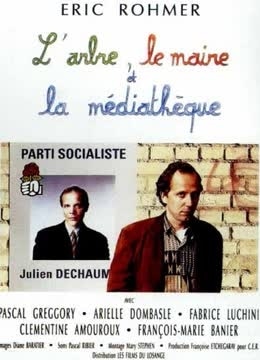 ERIC ROHMER
L'arbre, le maire
et
la médiathèque
PARTI SOCIALISTE
Julien DECHAUM
AVEC
PASCAL GREGGORY • ARIELLE DOMBASLE • FABRICE LUCHINI
CLEMENTINE AMOUROUX • FRANÇOIS-MARIE BANIER
Images Diane BARATIER • Sons Pascal RIBIER • Montage Mary STEPHEN • Production Françoise ETCHEGARAY pour C.E.R.
Distribution LES FILMS DU LOSANGE